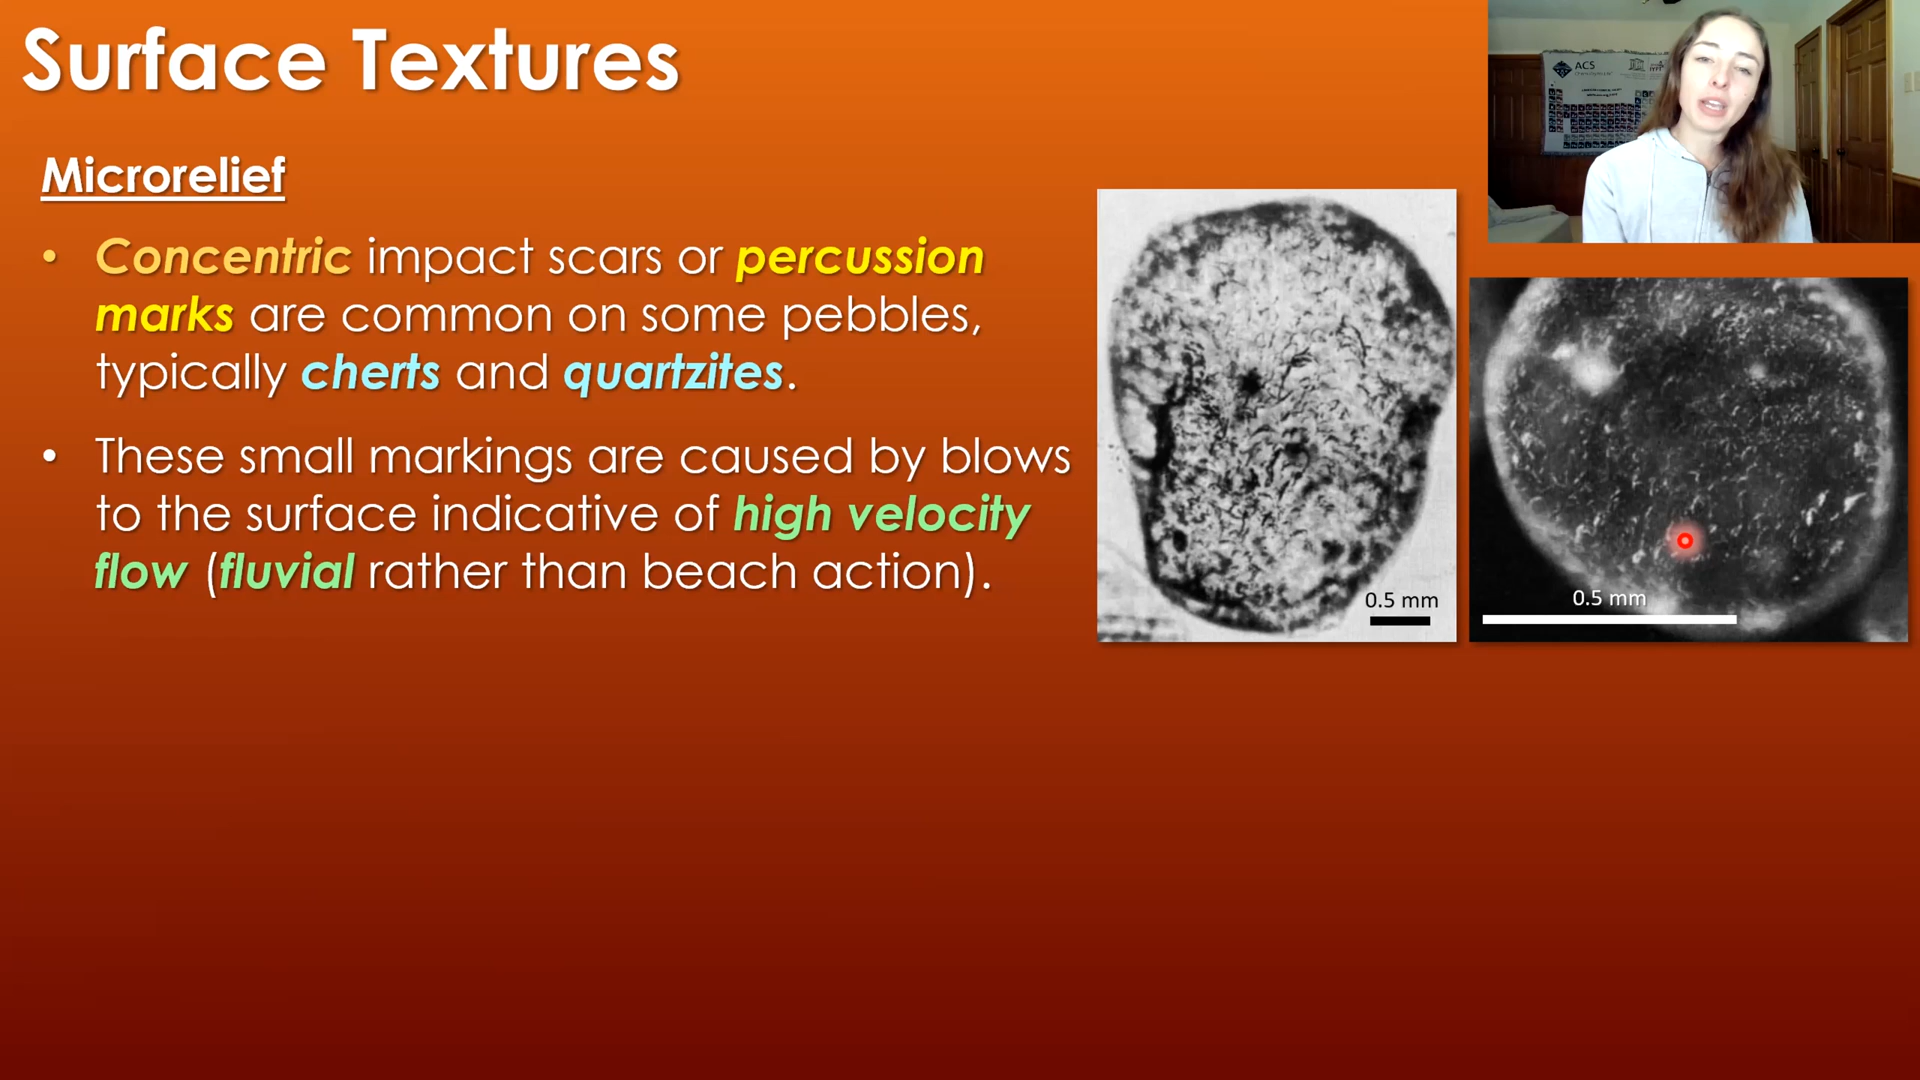 Surface Textures
ACS
Microrelief
• Concentric impact scars or percussion
marks are common on some pebbles,
typically cherts and quartzites.
• These small markings are caused by blows
to the surface indicative of high velocity
flow (fluvial rather than beach action).
0.5 mm
0.5 mm